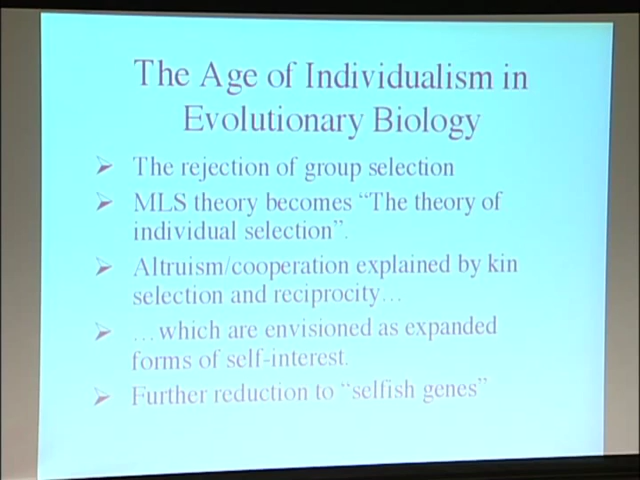 The Age of Individualism in
Evolutionary Biology
➢ The rejection of group selection
➢ MLS theory becomes “The theory of
individual selection”.
➢ Altruism/cooperation explained by kin
selection and reciprocity…
➢ …which are envisioned as expanded
forms of self-interest.
➢ Further reduction to “selfish genes”